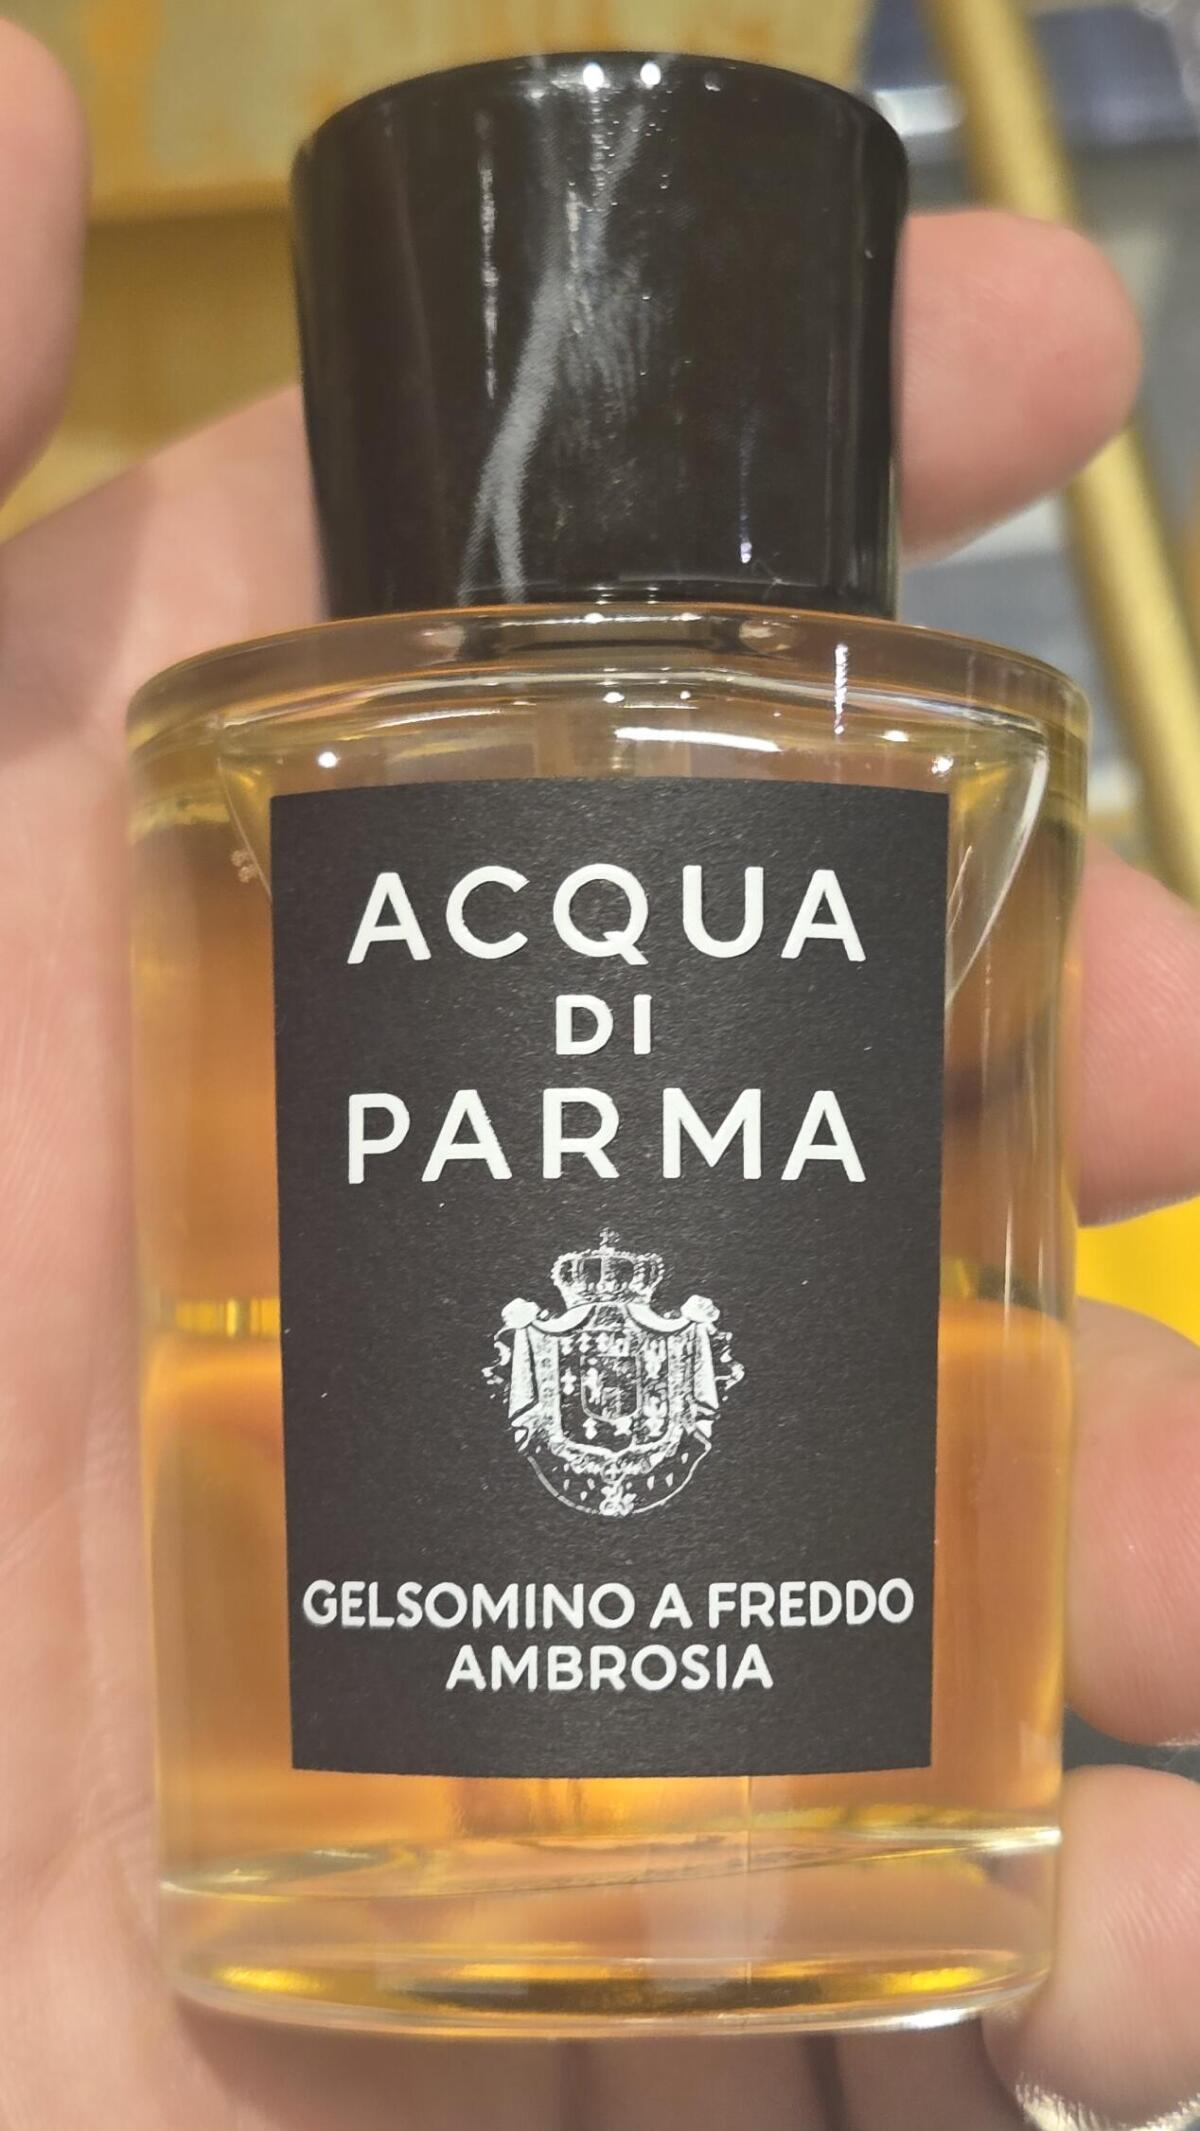 ACQUA
DI
PARMA
GELSOMINO A FREDDO
AMBROSIA